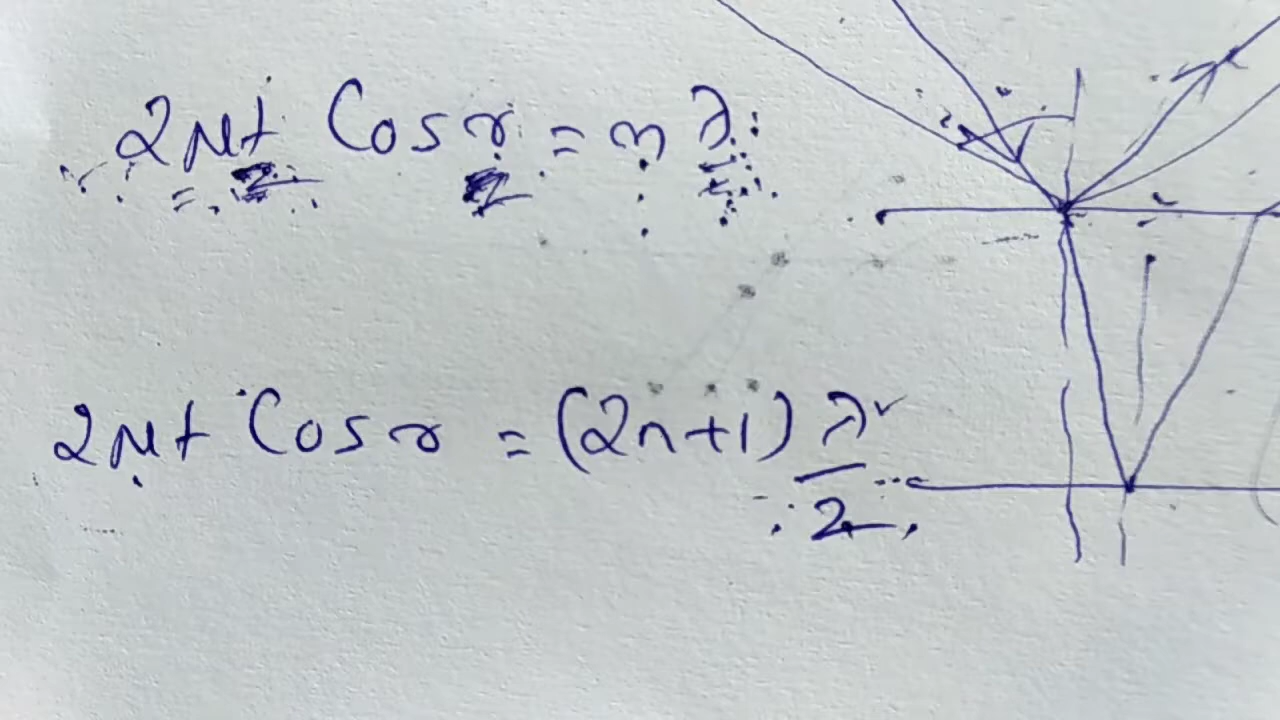 2μt Cos r = nλ
2μt Cos r = (2n+1) λ/2